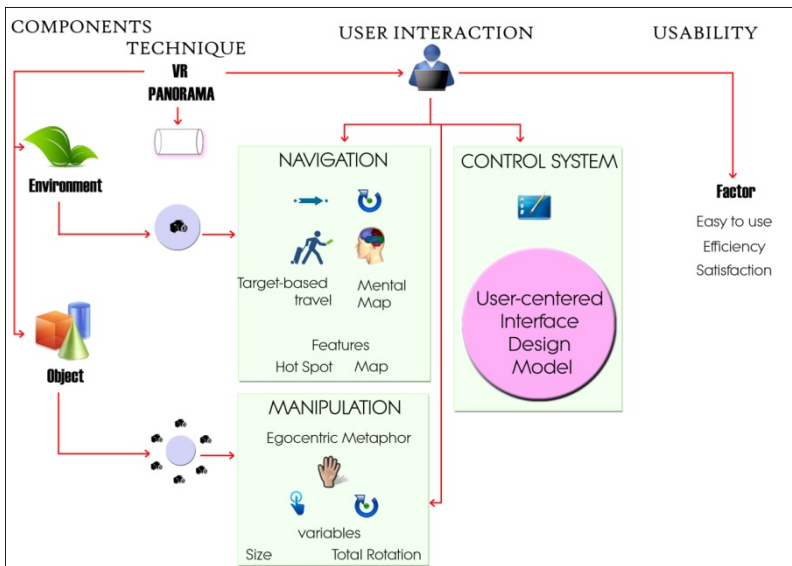 COMPONENTS
TECHNIQUE
USER INTERACTION
USABILITY
VR
PANORAMA
Environment
Object
NAVIGATION
Target-based
travel
Mental
Map
Features
Hot Spot Map
MANIPULATION
Egocentric Metaphor
variables
Size Total Rotation
CONTROL SYSTEM
User-centered
Interface
Design
Model
Factor
Easy to use
Efficiency
Satisfaction